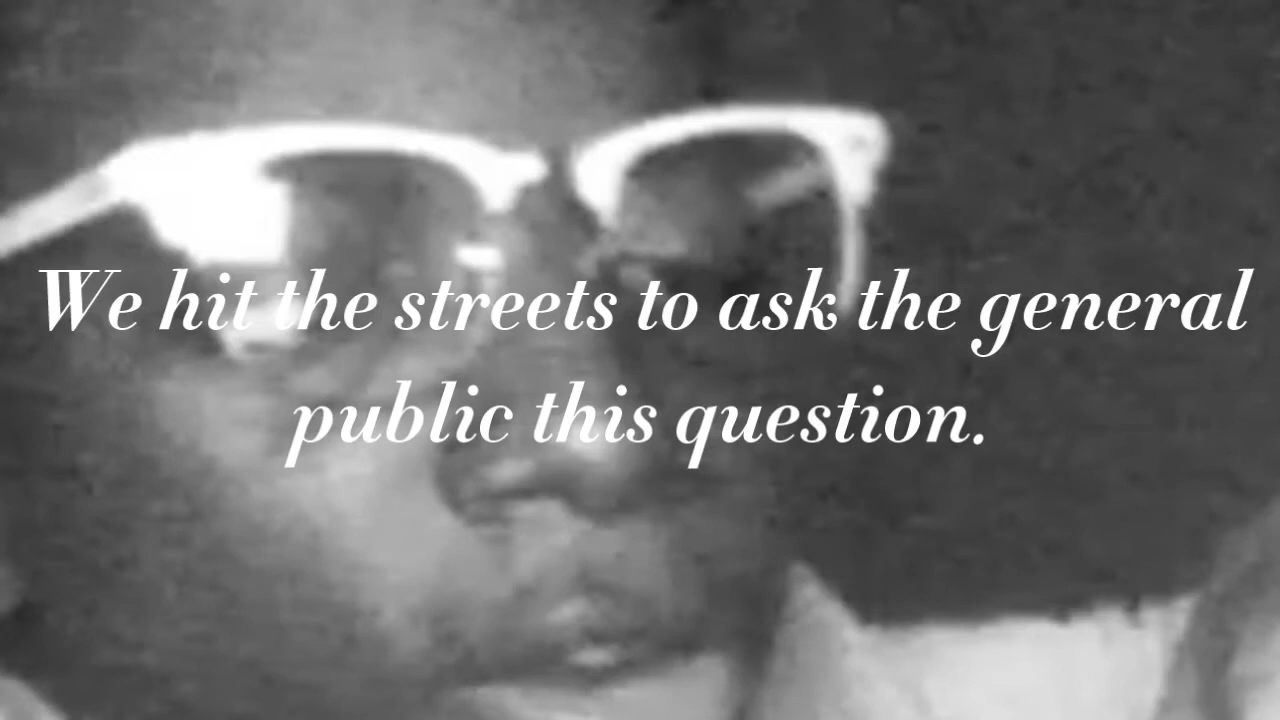 We hit the streets to ask the general
public this question.